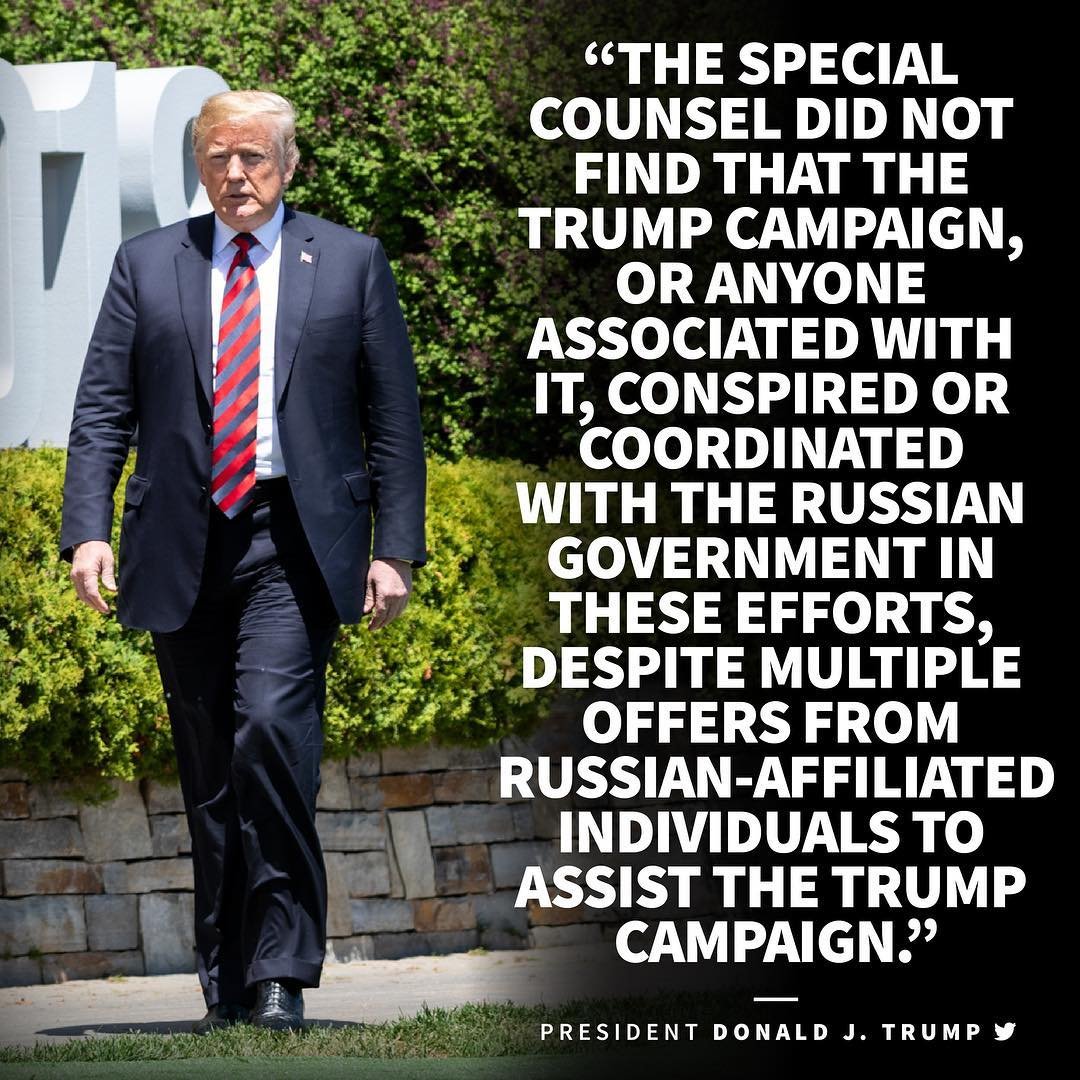 “THE SPECIAL
COUNSEL DID NOT
FIND THAT THE
TRUMP CAMPAIGN,
OR ANYONE
ASSOCIATED WITH
IT, CONSPIRED OR
COORDINATED
WITH THE RUSSIAN
GOVERNMENT IN
THESE EFFORTS,
DESPITE MULTIPLE
OFFERS FROM
RUSSIAN-AFFILIATED
INDIVIDUALS TO
ASSIST THE TRUMP
CAMPAIGN.”
PRESIDENT DONALD J. TRUMP